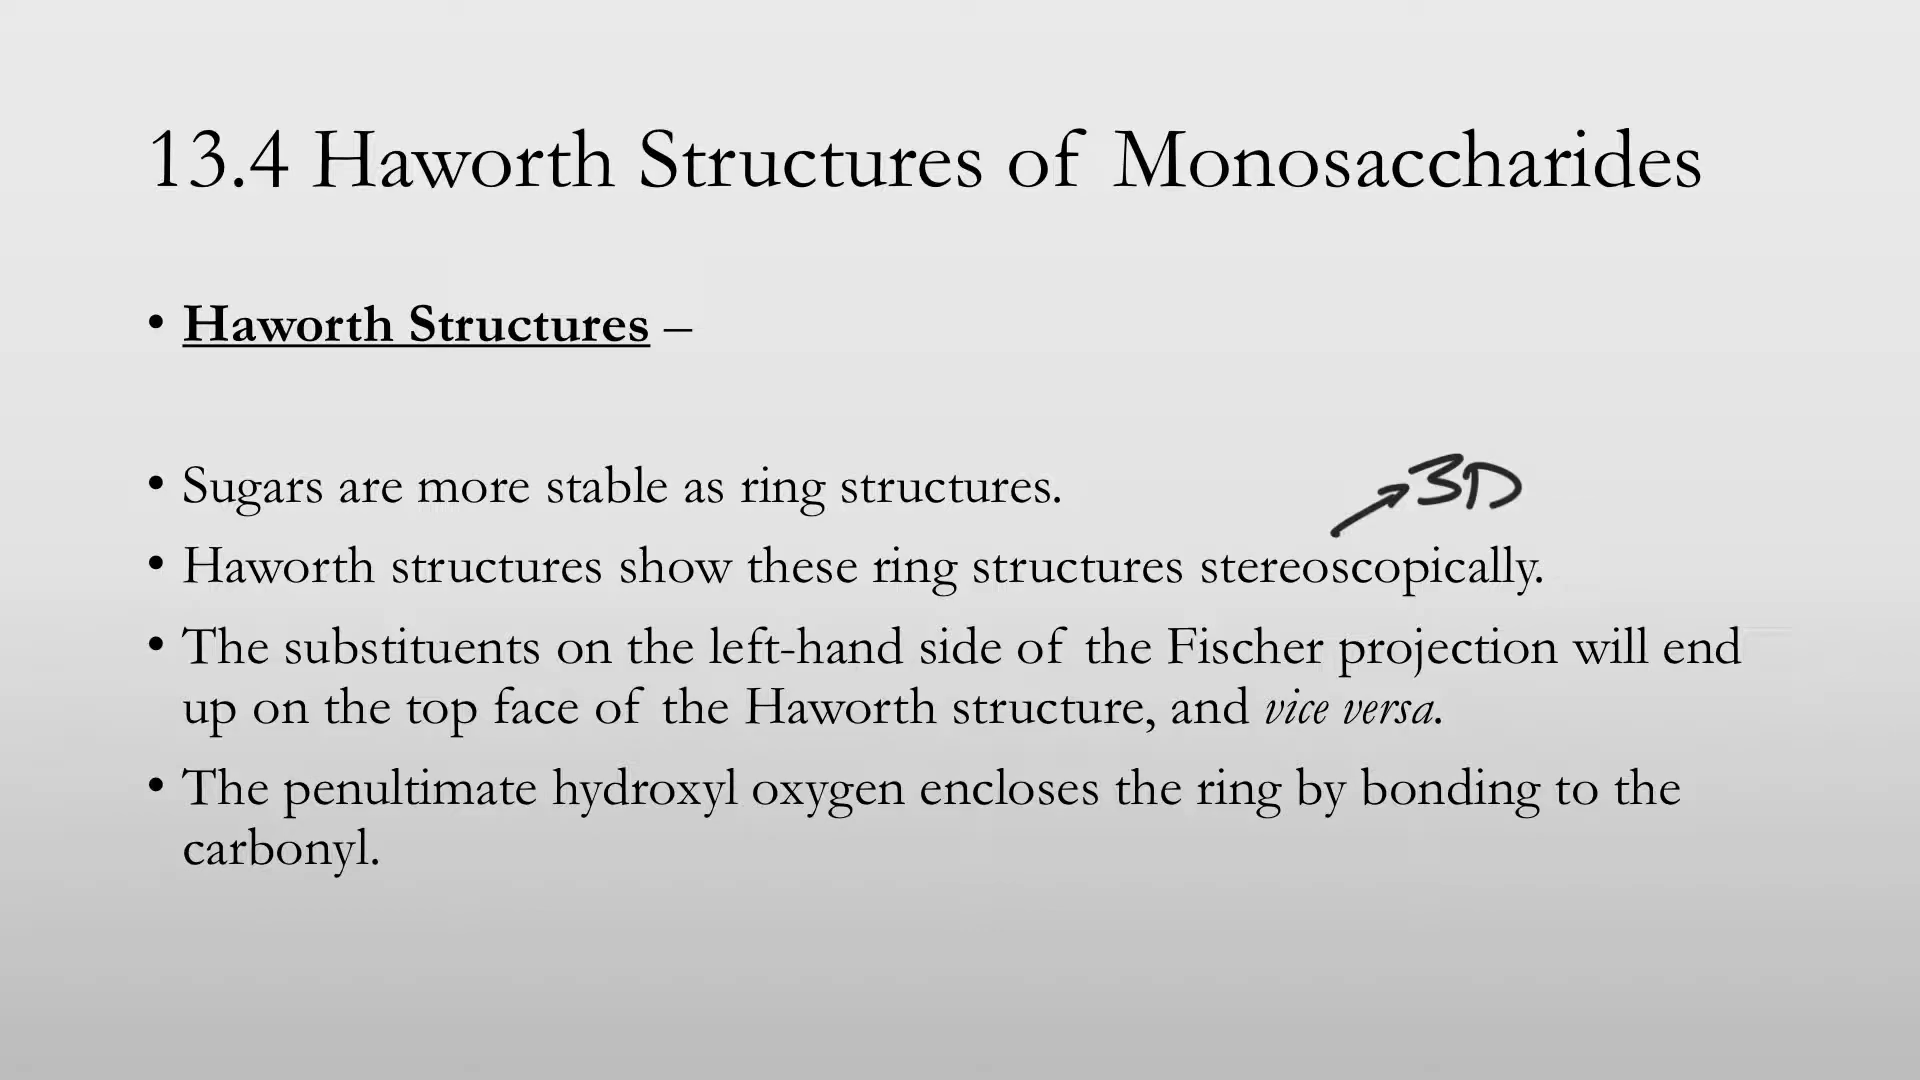 13.4 Haworth Structures of Monosaccharides
• Haworth Structures –
• Sugars are more stable as ring structures.
3D
• Haworth structures show these ring structures stereoscopically.
• The substituents on the left-hand side of the Fischer projection will end
up on the top face of the Haworth structure, and vice versa.
• The penultimate hydroxyl oxygen encloses the ring by bonding to the
carbonyl.